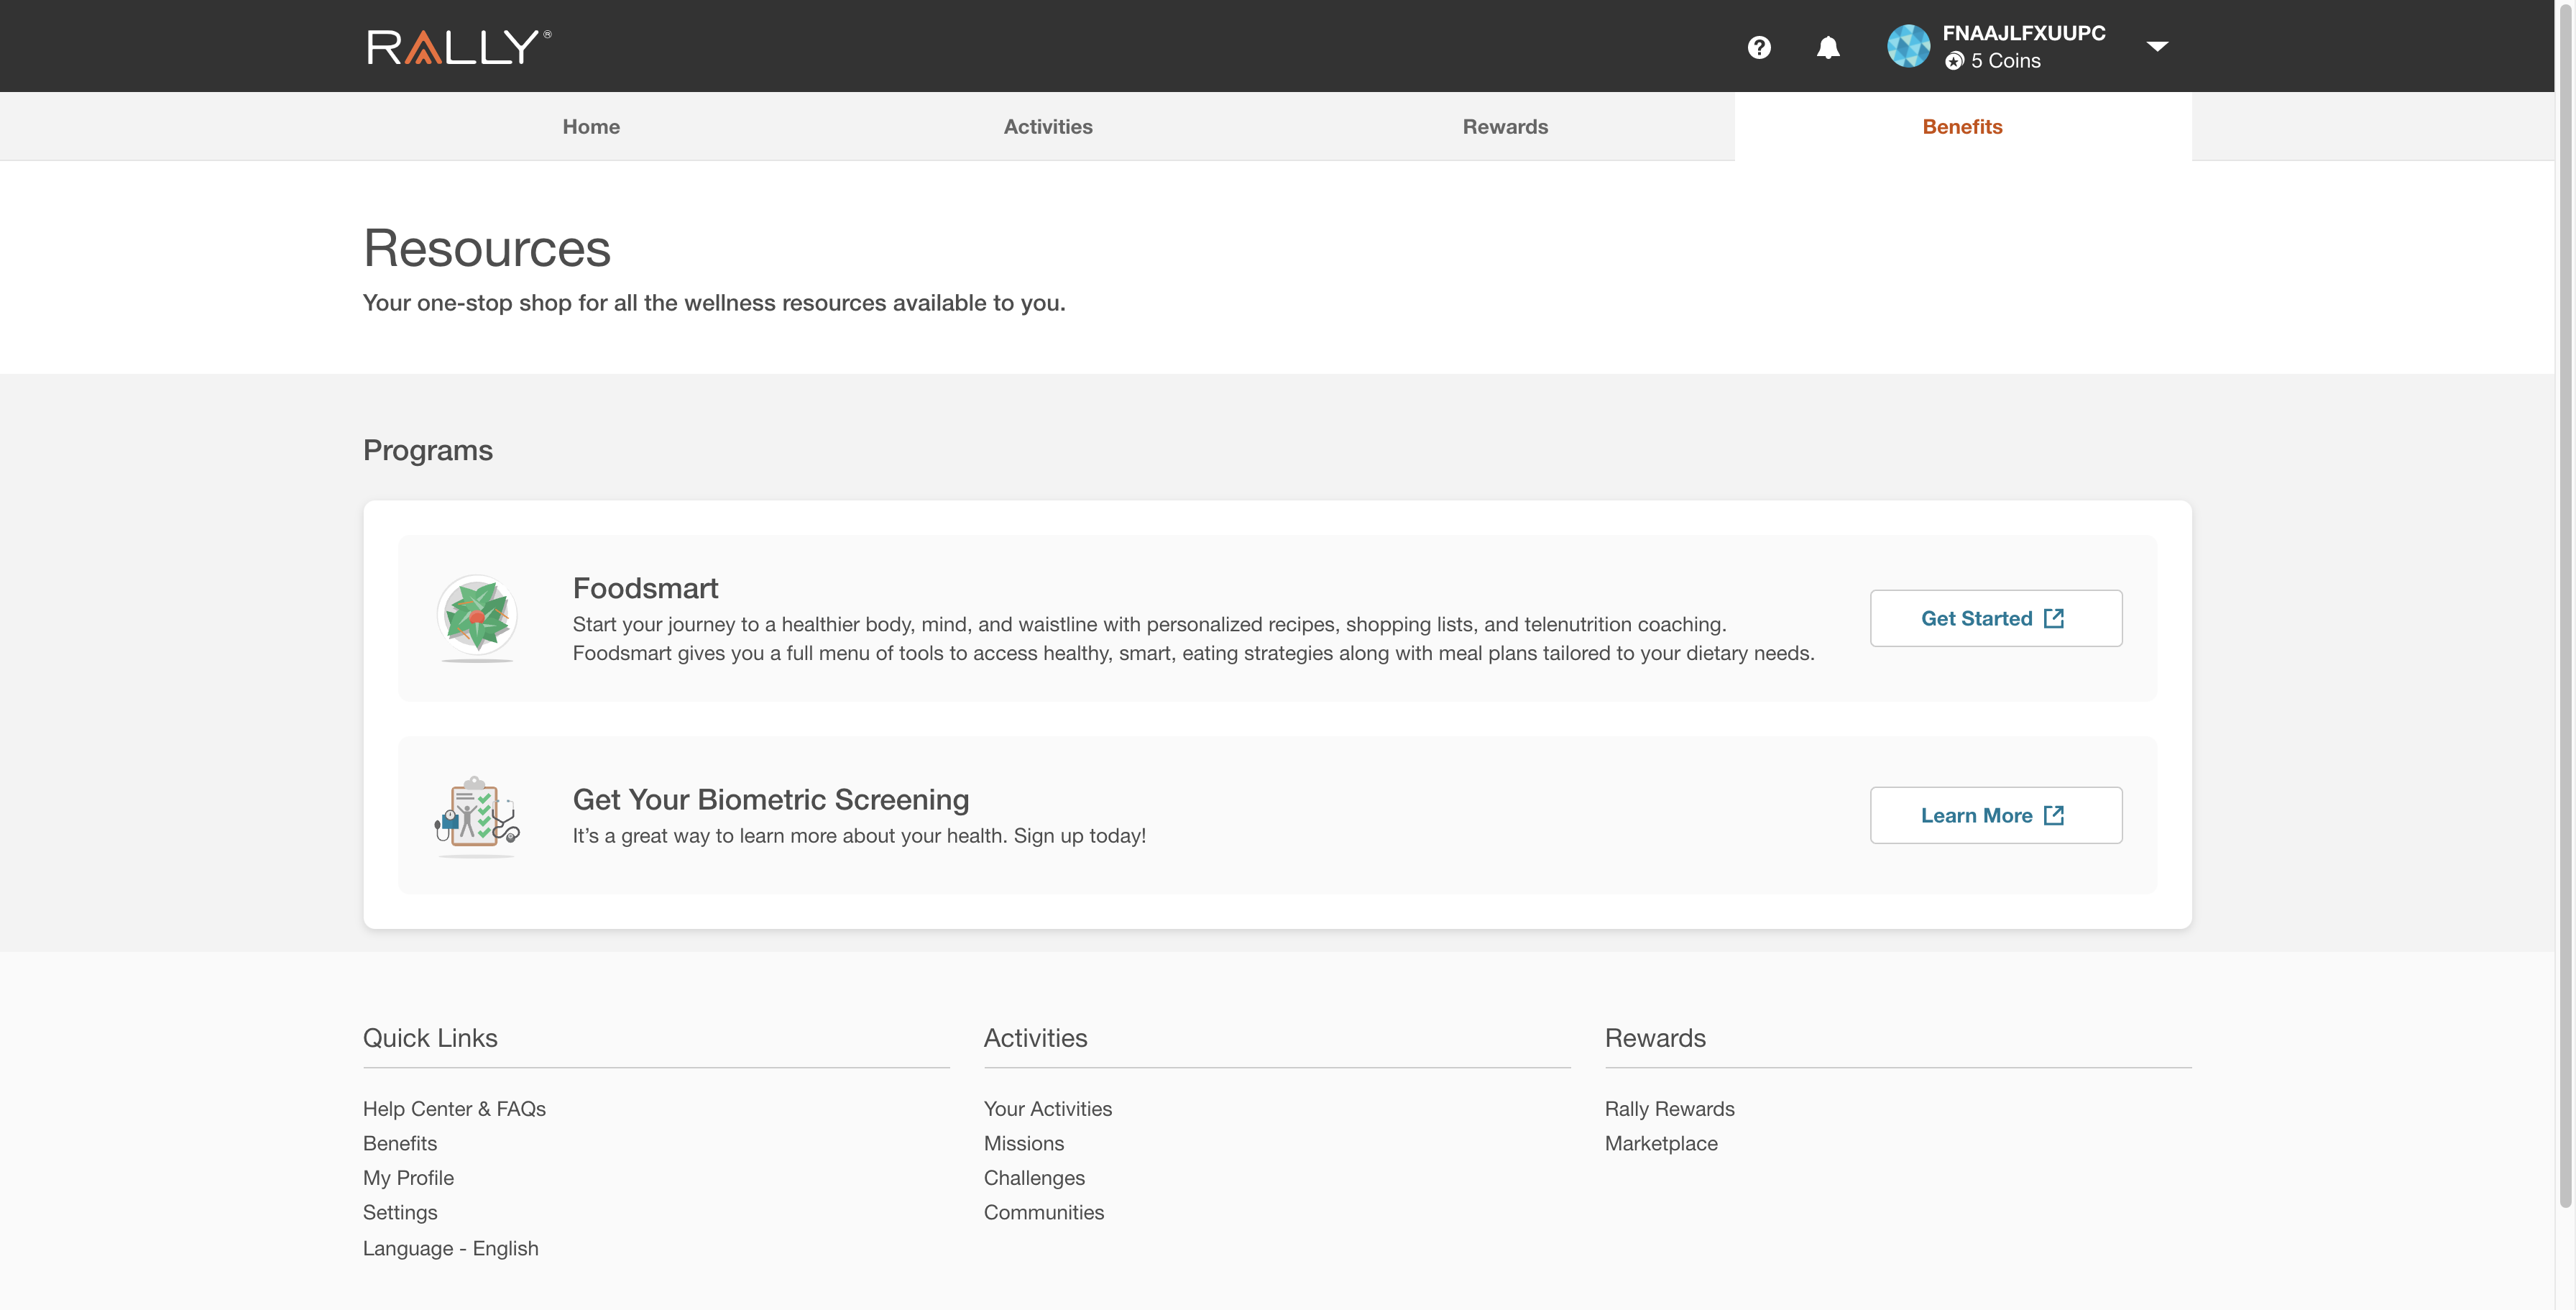 RALLY®
FNAAJLFXUUPC
5 Coins
Home
Activities
Rewards
Benefits
Resources
Your one-stop shop for all the wellness resources available to you.
Programs
Foodsmart
Start your journey to a healthier body, mind, and waistline with personalized recipes, shopping lists, and telenutrition coaching.
Foodsmart gives you a full menu of tools to access healthy, smart, eating strategies along with meal plans tailored to your dietary needs.
Get Started
Get Your Biometric Screening
It’s a great way to learn more about your health. Sign up today!
Learn More
Quick Links
Help Center & FAQs
Benefits
My Profile
Settings
Language - English
Activities
Your Activities
Missions
Challenges
Communities
Rewards
Rally Rewards
Marketplace